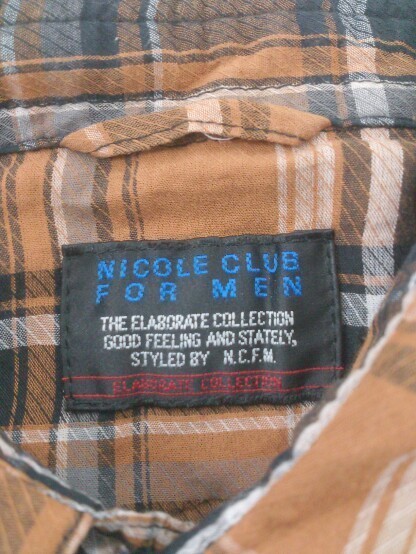 NICOLE CLUB
FOR MEN
THE ELABORATE COLLECTION
GOOD FEELING AND STATELY,
STYLED BY N.C.F.M.
ELABORATE COLLECTION